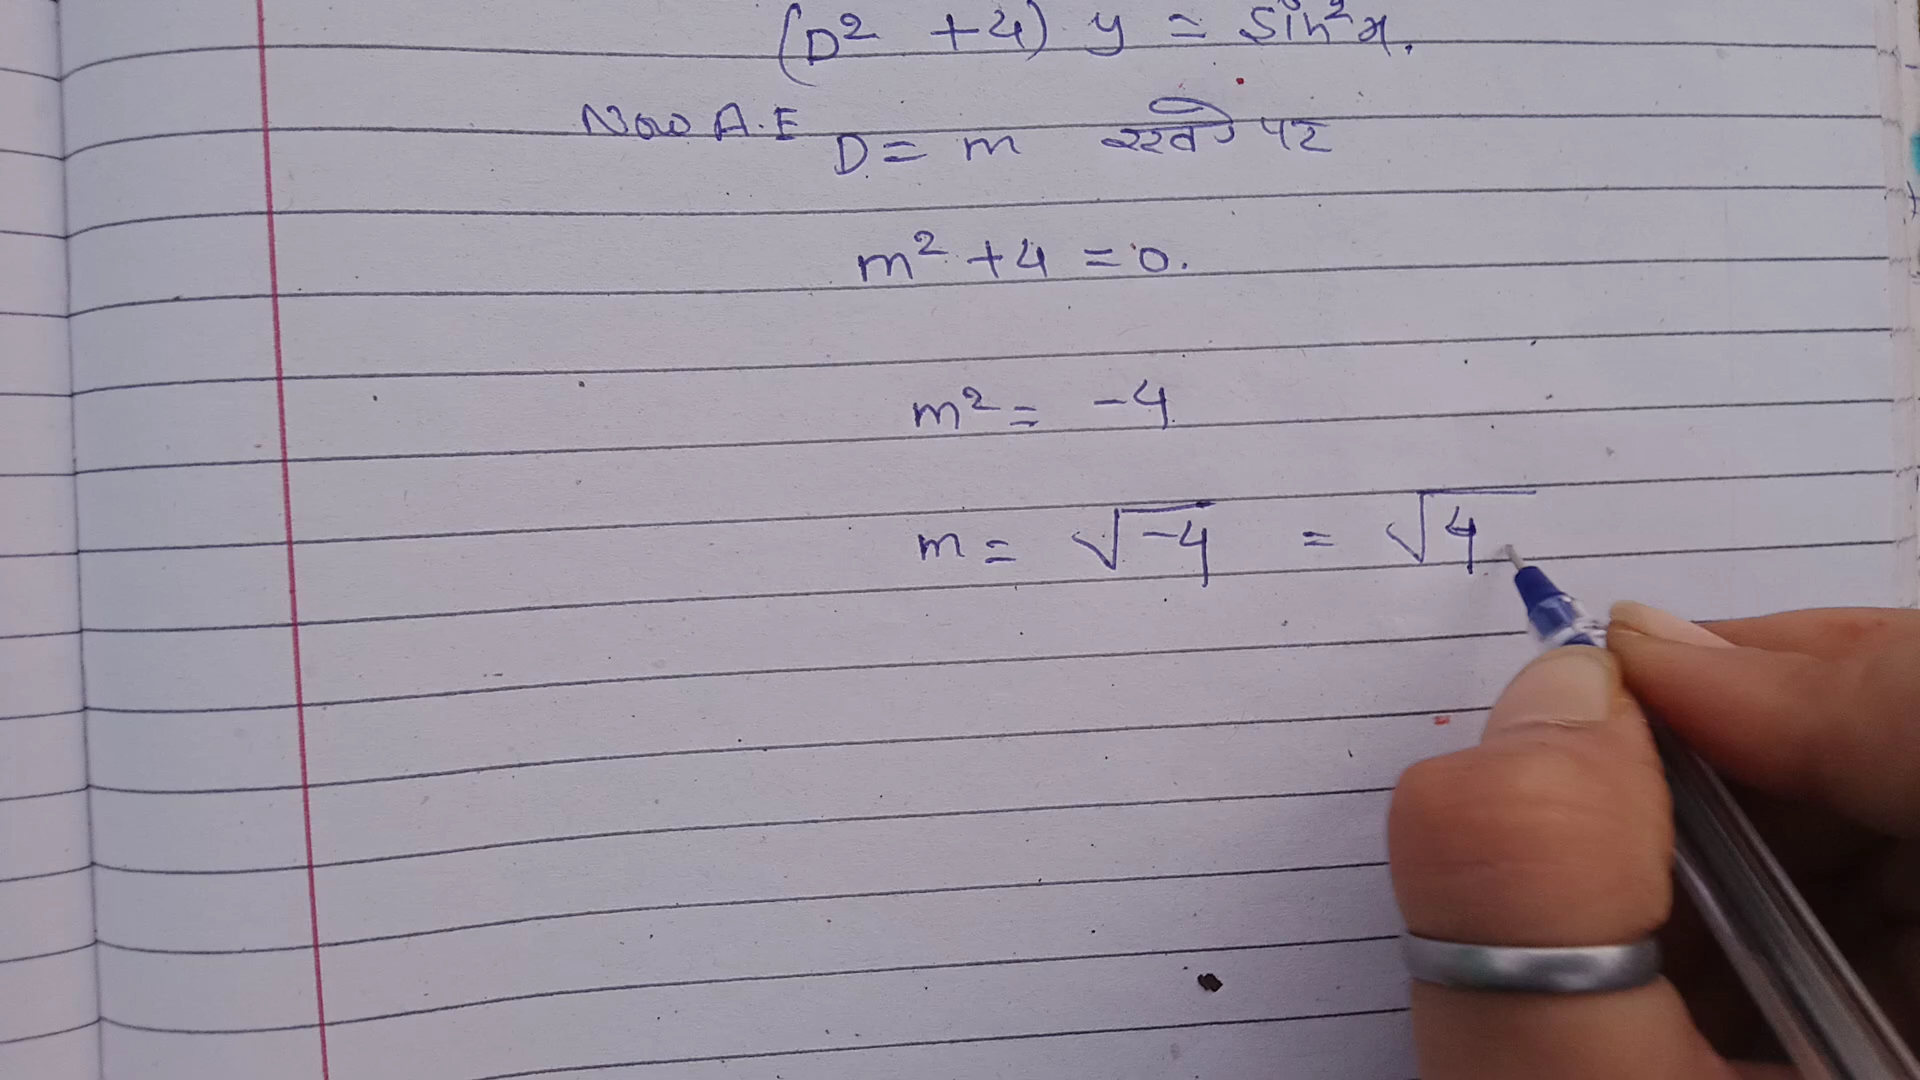 (D² + 4) y = Sin²x.
Now A.E
D = m रखने पर
m² + 4 = 0.
m² = -4
m = √-4 = √4